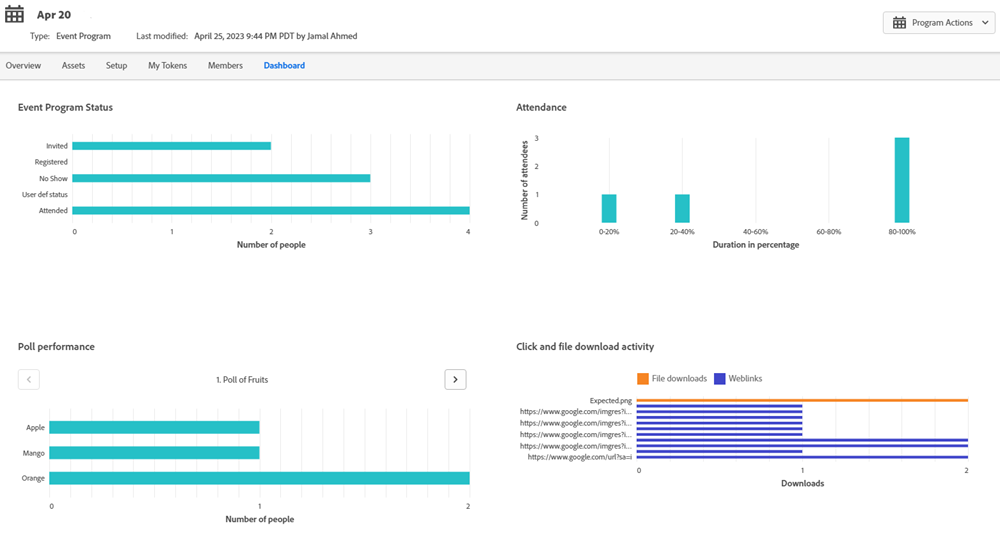 Apr 20
Program Actions
Type: Event Program Last modified: April 25, 2023 9:44 PM PDT by Jamal Ahmed
Overview Assets Setup My Tokens Members Dashboard
Event Program Status
Invited
Registered
No Show
User def status
Attended
0 1 2 3 4
Number of people
Attendance
Number of attendees
3
2
1
0
0-20% 20-40% 40-60% 60-80% 80-100%
Duration in percentage
Poll performance
1. Poll of Fruits
Apple
Mango
Orange
0 1 2
Number of people
Click and file download activity
File downloads Weblinks
Expected.png
https://www.google.com/imgres?i...
https://www.google.com/imgres?i...
https://www.google.com/imgres?i...
https://www.google.com/imgres?i...
https://www.google.com/url?sa=i
0 1 2
Downloads